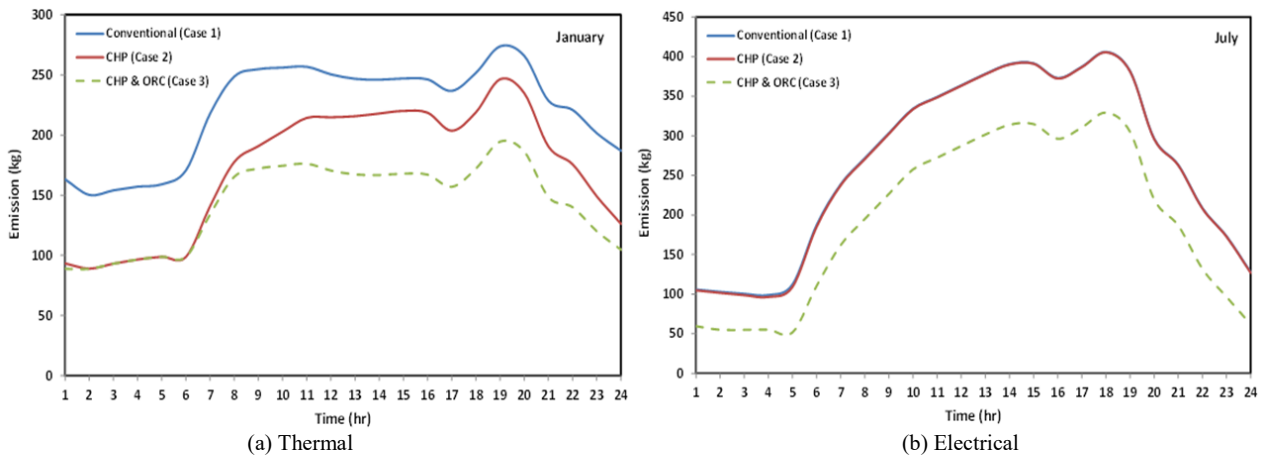 300
250
200
150
100
50
0
Emission (kg)
Conventional (Case 1)
CHP (Case 2)
CHP & ORC (Case 3)
January
1 2 3 4 5 6 7 8 9 10 11 12 13 14 15 16 17 18 19 20 21 22 23 24
Time (hr)
(a) Thermal
450
400
350
300
250
200
150
100
50
0
Emission (kg)
Conventional (Case 1)
CHP (Case 2)
CHP & ORC (Case 3)
July
1 2 3 4 5 6 7 8 9 10 11 12 13 14 15 16 17 18 19 20 21 22 23 24
Time (hr)
(b) Electrical